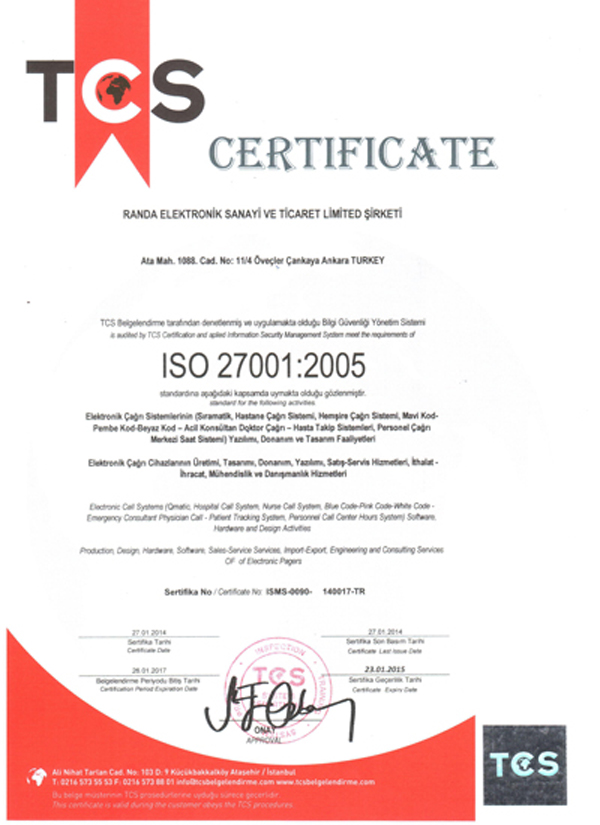 TCS
CERTIFICATE
RANDA ELEKTRONİK SANAYİ VE TİCARET LİMİTED ŞİRKETİ
Ata Mah. 1088. Cad. No: 11/4 Öveçler Çankaya Ankara TURKEY
TCS Belgelendirme tarafından denetlenmiş ve uygulamakta olduğu Bilgi Güvenliği Yönetim Sistemi
is audited by TCS Certification and aplied Information Security Management System meet the requirements of
ISO 27001:2005
standardına aşağıdaki kapsamda uymakta olduğu gözlenmiştir.
standard for the following activities.
Elektronik Çağrı Sistemlerinin (Sıramatik, Hastane Çağrı Sistemi, Hemşire Çağrı Sistemi, Mavi Kod-
Pembe Kod-Beyaz Kod – Acil Konsültan Doktor Çağrı – Hasta Takip Sistemleri, Personel Çağrı
Merkezi Saat Sistemi) Yazılımı, Donanım ve Tasarım Faaliyetleri
Elektronik Çağrı Cihazlarının Üretimi, Tasarımı, Donanım, Yazılımı, Satış-Servis Hizmetleri, İthalat -
İhracat, Mühendislik ve Danışmanlık Hizmetleri
Electronic Call Systems (Qmatic, Hospital Call System, Nurse Call System, Blue Code-Pink Code-White Code -
Emergency Consultant Physician Call - Patient Tracking System, Personnel Call Center Hours System) Software,
Hardware and Design Activities
Production, Design, Hardware, Software, Sales-Service Services, Import-Export, Engineering and Consulting Services
OF of Electronic Pagers
Sertifika No / Certificate No: ISMS-0090- 140017-TR
27.01.2014
Sertifika Tarihi
Certificate Date
27.01.2014
Sertifika Son Basım Tarihi
Certificate Last Issue Date
26.01.2017
Belgelendirme Periyodu Bitiş Tarihi
Certification Period Expiration Date
23.01.2015
Sertifika Geçerlilik Tarihi
Certificate Expiry Date
INSPECTION
TCS
ONAY
APPROVAL
Ali Nihat Tarlan Cad. No: 103 D: 9 Küçükbakkalköy Ataşehir / İstanbul
T: 0216 573 55 53 F: 0216 573 88 01 info@tcsbelgelendirme.com www.tcsbelgelendirme.com
Bu belge müşterinin TCS prosedürlerine uyduğu sürece geçerlidir.
This certificate is valid during the customer obeys the TCS procedures.
TCS